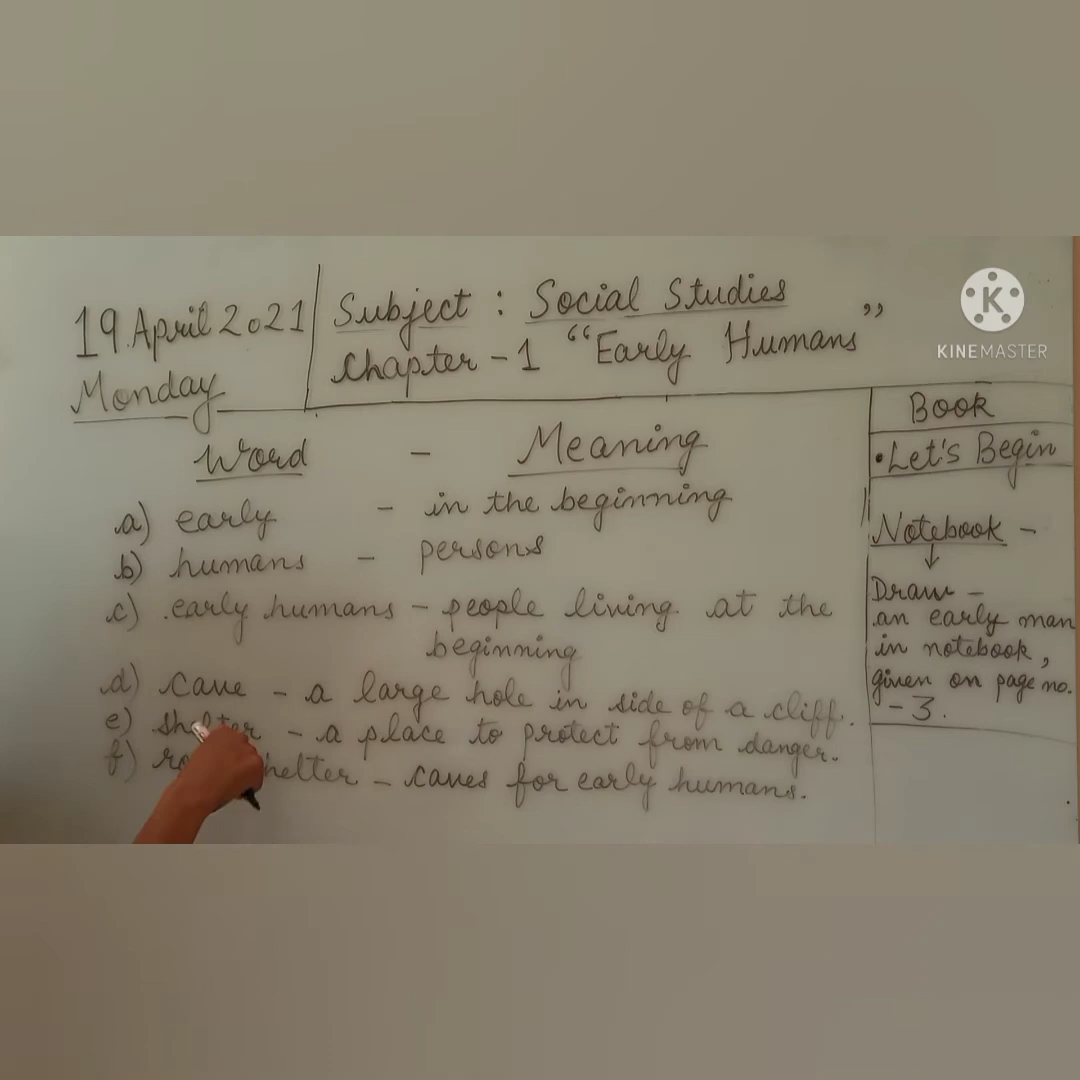 19.April 2021
Monday
Subject : Social Studies
Chapter - 1 "Early Humans"
KINEMASTER
Word - Meaning
a) early - in the beginning
b) humans - persons
c) early humans - people living at the
beginning
d) cave - a large hole in side of a cliff.
e) shelter - a place to protect from danger.
f) helter - caves for early humans.
Book
•Let's Begin
Notebook -
Draw -
an early man
in notebook,
given on page no.
- 3.